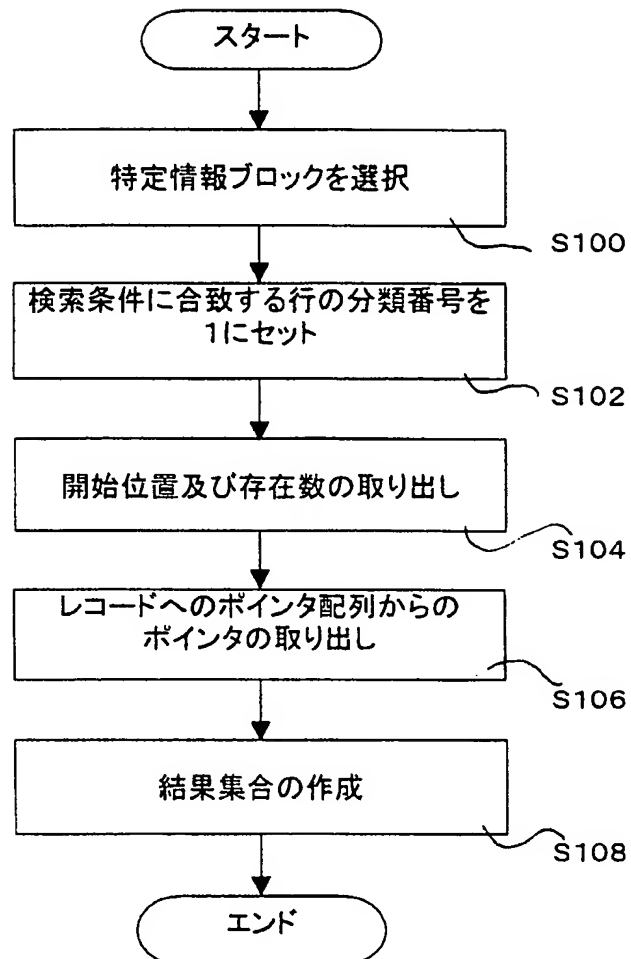 スタート
特定情報ブロックを選択
S100
検索条件に合致する行の分類番号を
1にセット
S102
開始位置及び存在数の取り出し
S104
レコードへのポインタ配列からの
ポインタの取り出し
S106
結果集合の作成
S108
エンド